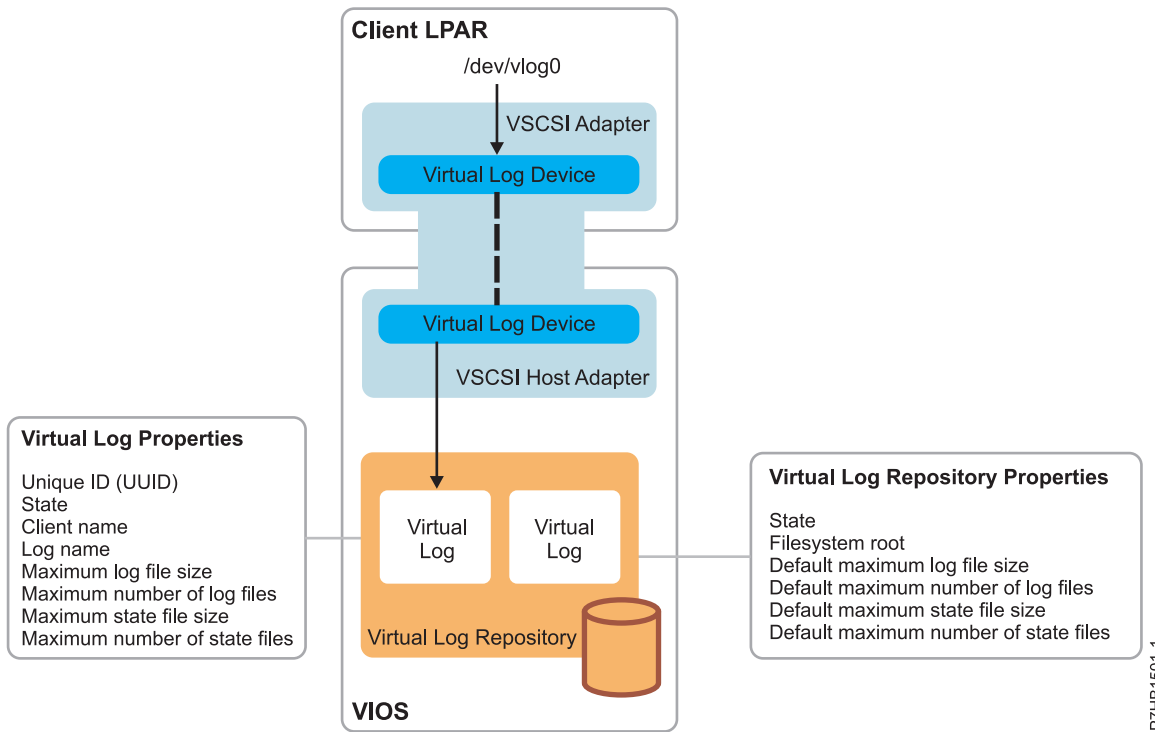 Client LPAR
/dev/vlog0
VSCSI Adapter
Virtual Log Device
Virtual Log Device
VSCSI Host Adapter
Virtual Log Properties
Unique ID (UUID)
State
Client name
Log name
Maximum log file size
Maximum number of log files
Maximum state file size
Maximum number of state files
Virtual
Log
Virtual
Log
Virtual Log Repository
VIOS
Virtual Log Repository Properties
State
Filesystem root
Default maximum log file size
Default maximum number of log files
Default maximum state file size
Default maximum number of state files